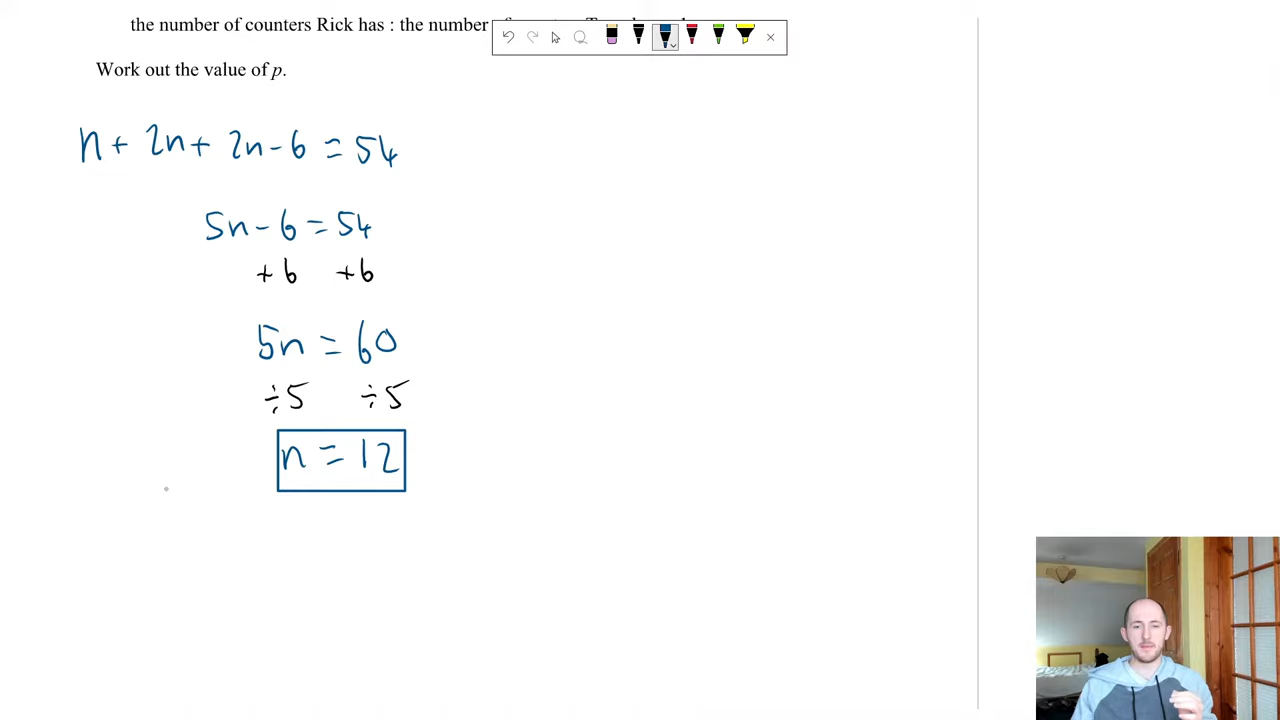 the number of counters Rick has : the number
Work out the value of p.
n + 2n + 2n - 6 = 54
5n - 6 = 54
+6 +6
5n = 60
÷5 ÷5
n = 12